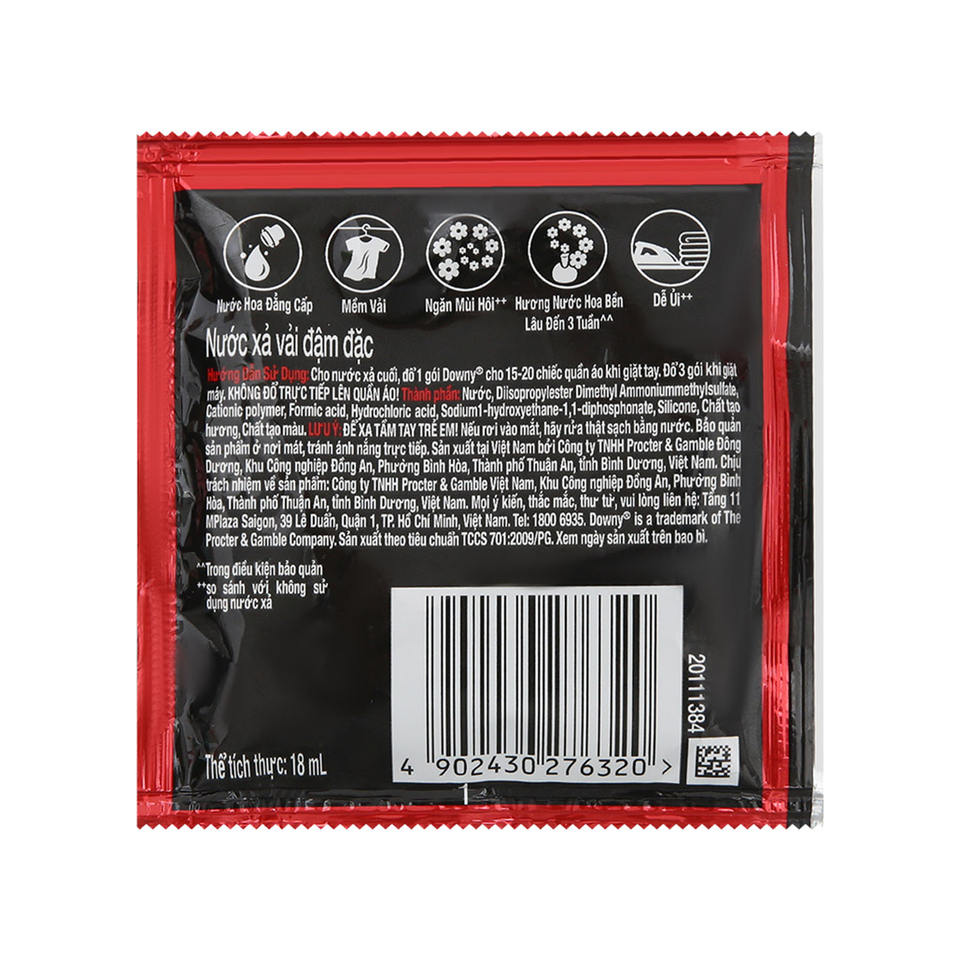 Nước Hoa Đẳng Cấp
Mềm Vải
Ngăn Mùi Hôi⁺⁺
Hương Nước Hoa Bền
Lâu Đến 3 Tuần^^
Dễ Ủi⁺⁺
Nước xả vải đậm đặc
Hướng Dẫn Sử Dụng: Cho nước xả cuối, đổ 1 gói Downy® cho 15-20 chiếc quần áo khi giặt tay. Đổ 3 gói khi giặt
máy. KHÔNG ĐỔ TRỰC TIẾP LÊN QUẦN ÁO! Thành phần: Nước, Diisopropylester Dimethyl Ammoniummethylsulfate,
Cationic polymer, Formic acid, Hydrochloric acid, Sodium1-hydroxyethane-1,1-diphosphonate, Silicone, Chất tạo
hương, Chất tạo màu. LƯU Ý: ĐỂ XA TẦM TAY TRẺ EM! Nếu rơi vào mắt, hãy rửa thật sạch bằng nước. Bảo quản
sản phẩm ở nơi mát, tránh ánh nắng trực tiếp. Sản xuất tại Việt Nam bởi Công ty TNHH Procter & Gamble Đông
Dương, Khu Công nghiệp Đồng An, Phường Bình Hòa, Thành phố Thuận An, tỉnh Bình Dương, Việt Nam. Chịu
trách nhiệm về sản phẩm: Công ty TNHH Procter & Gamble Việt Nam, Khu Công nghiệp Đồng An, Phường Bình
Hòa, Thành phố Thuận An, tỉnh Bình Dương, Việt Nam. Mọi ý kiến, thắc mắc, thư từ, vui lòng liên hệ: Tầng 11
MPlaza Saigon, 39 Lê Duẩn, Quận 1, TP. Hồ Chí Minh, Việt Nam. Tel: 1800 6935. Downy® is a trademark of The
Procter & Gamble Company. Sản xuất theo tiêu chuẩn TCCS 701:2009/PG. Xem ngày sản xuất trên bao bì.
^^Trong điều kiện bảo quản
⁺⁺so sánh với không sử
dụng nước xả
20111384
Thể tích thực: 18 mL
4 902430 276320 >